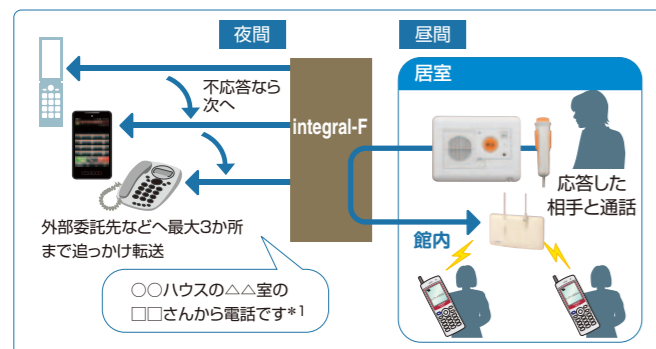 夜間
昼間
居室
不応答なら
次へ
integral-F
応答した
相手と通話
外部委託先などへ最大3か所
まで追っかけ転送
館内
○○ハウスの△△室の
□□さんから電話です*1